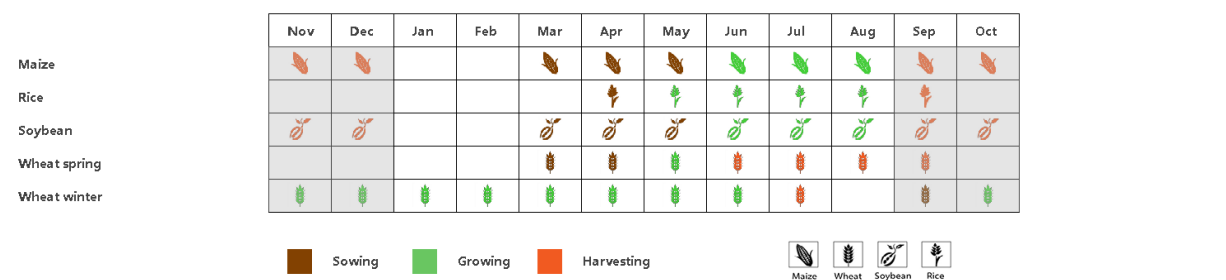 Nov Dec Jan Feb Mar Apr May Jun Jul Aug Sep Oct
Maize
Rice
Soybean
Wheat spring
Wheat winter
Sowing Growing Harvesting
Maize Wheat Soybean Rice